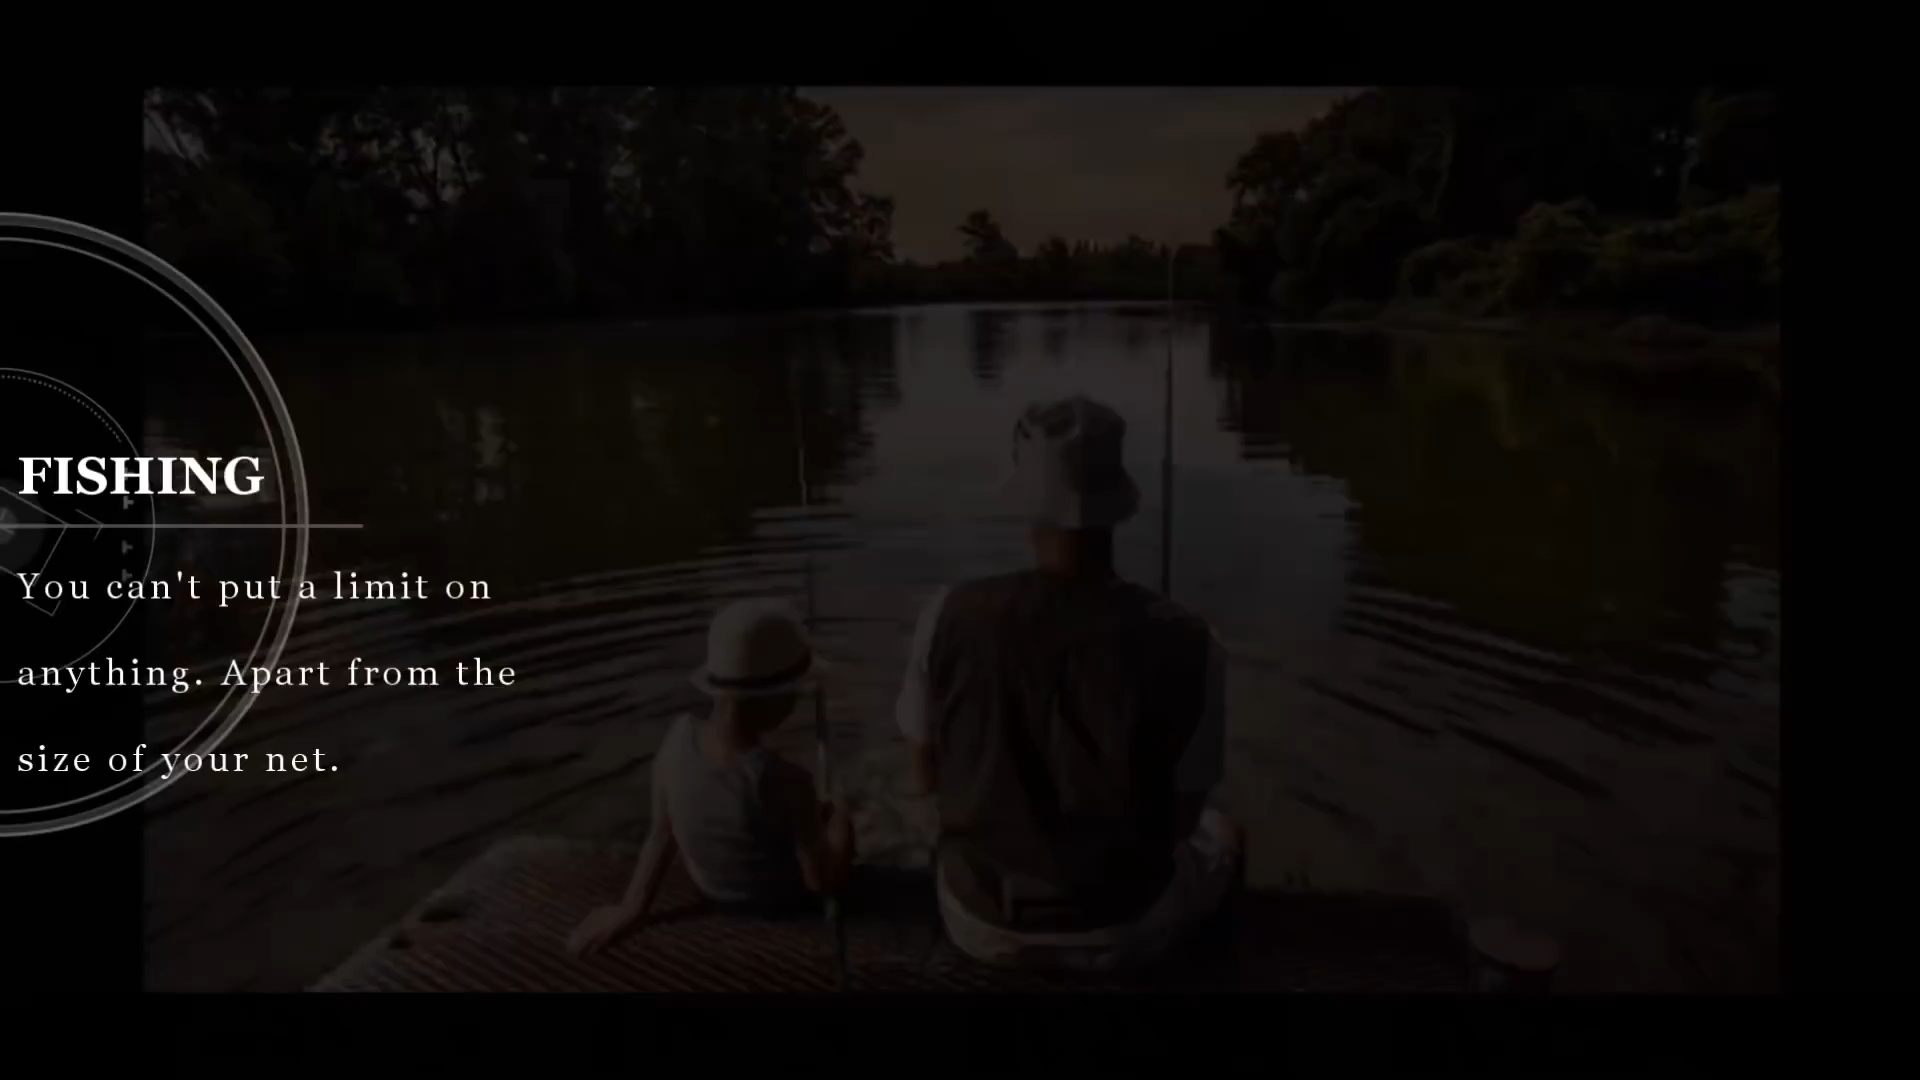 FISHING
You can't put a limit on
anything. Apart from the
size of your net.